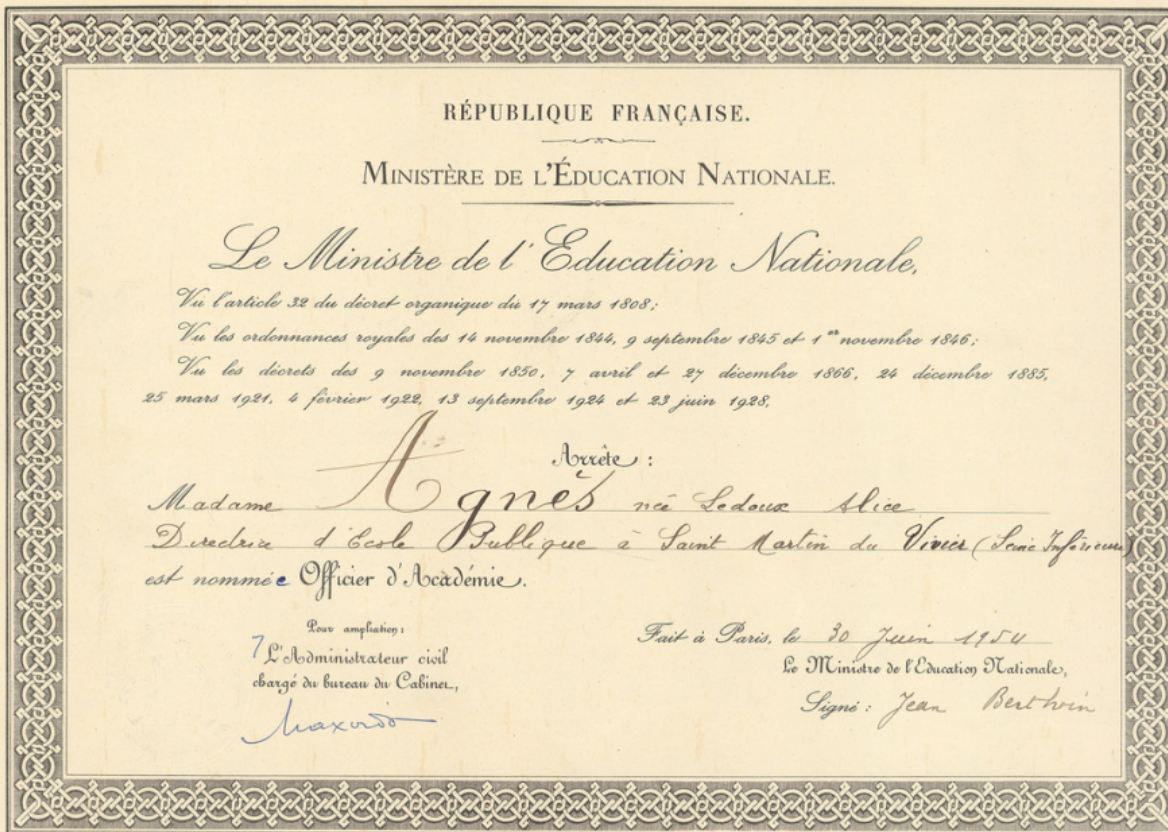 RÉPUBLIQUE FRANÇAISE.
MINISTÈRE DE L'ÉDUCATION NATIONALE.
Le Ministre de l'Education Nationale,
Vu l'article 32 du décret organique du 17 mars 1808;
Vu les ordonnances royales des 14 novembre 1844, 9 septembre 1845 et 1er novembre 1846;
Vu les décrets des 9 novembre 1850, 7 avril et 27 décembre 1866, 24 décembre 1885,
25 mars 1921, 4 février 1922, 13 septembre 1924 et 23 juin 1928,
Arrête :
Madame Agnès née Ledoux Alice
Directrice d'Ecole Publique à Saint Martin du Vivier (Seine Inférieure)
est nommée Officier d'Académie.
Pour ampliation :
L'Administrateur civil
chargé du bureau du Cabinet,
Fait à Paris, le 30 Juin 1954
Le Ministre de l'Education Nationale,
Signé : Jean Berthoin